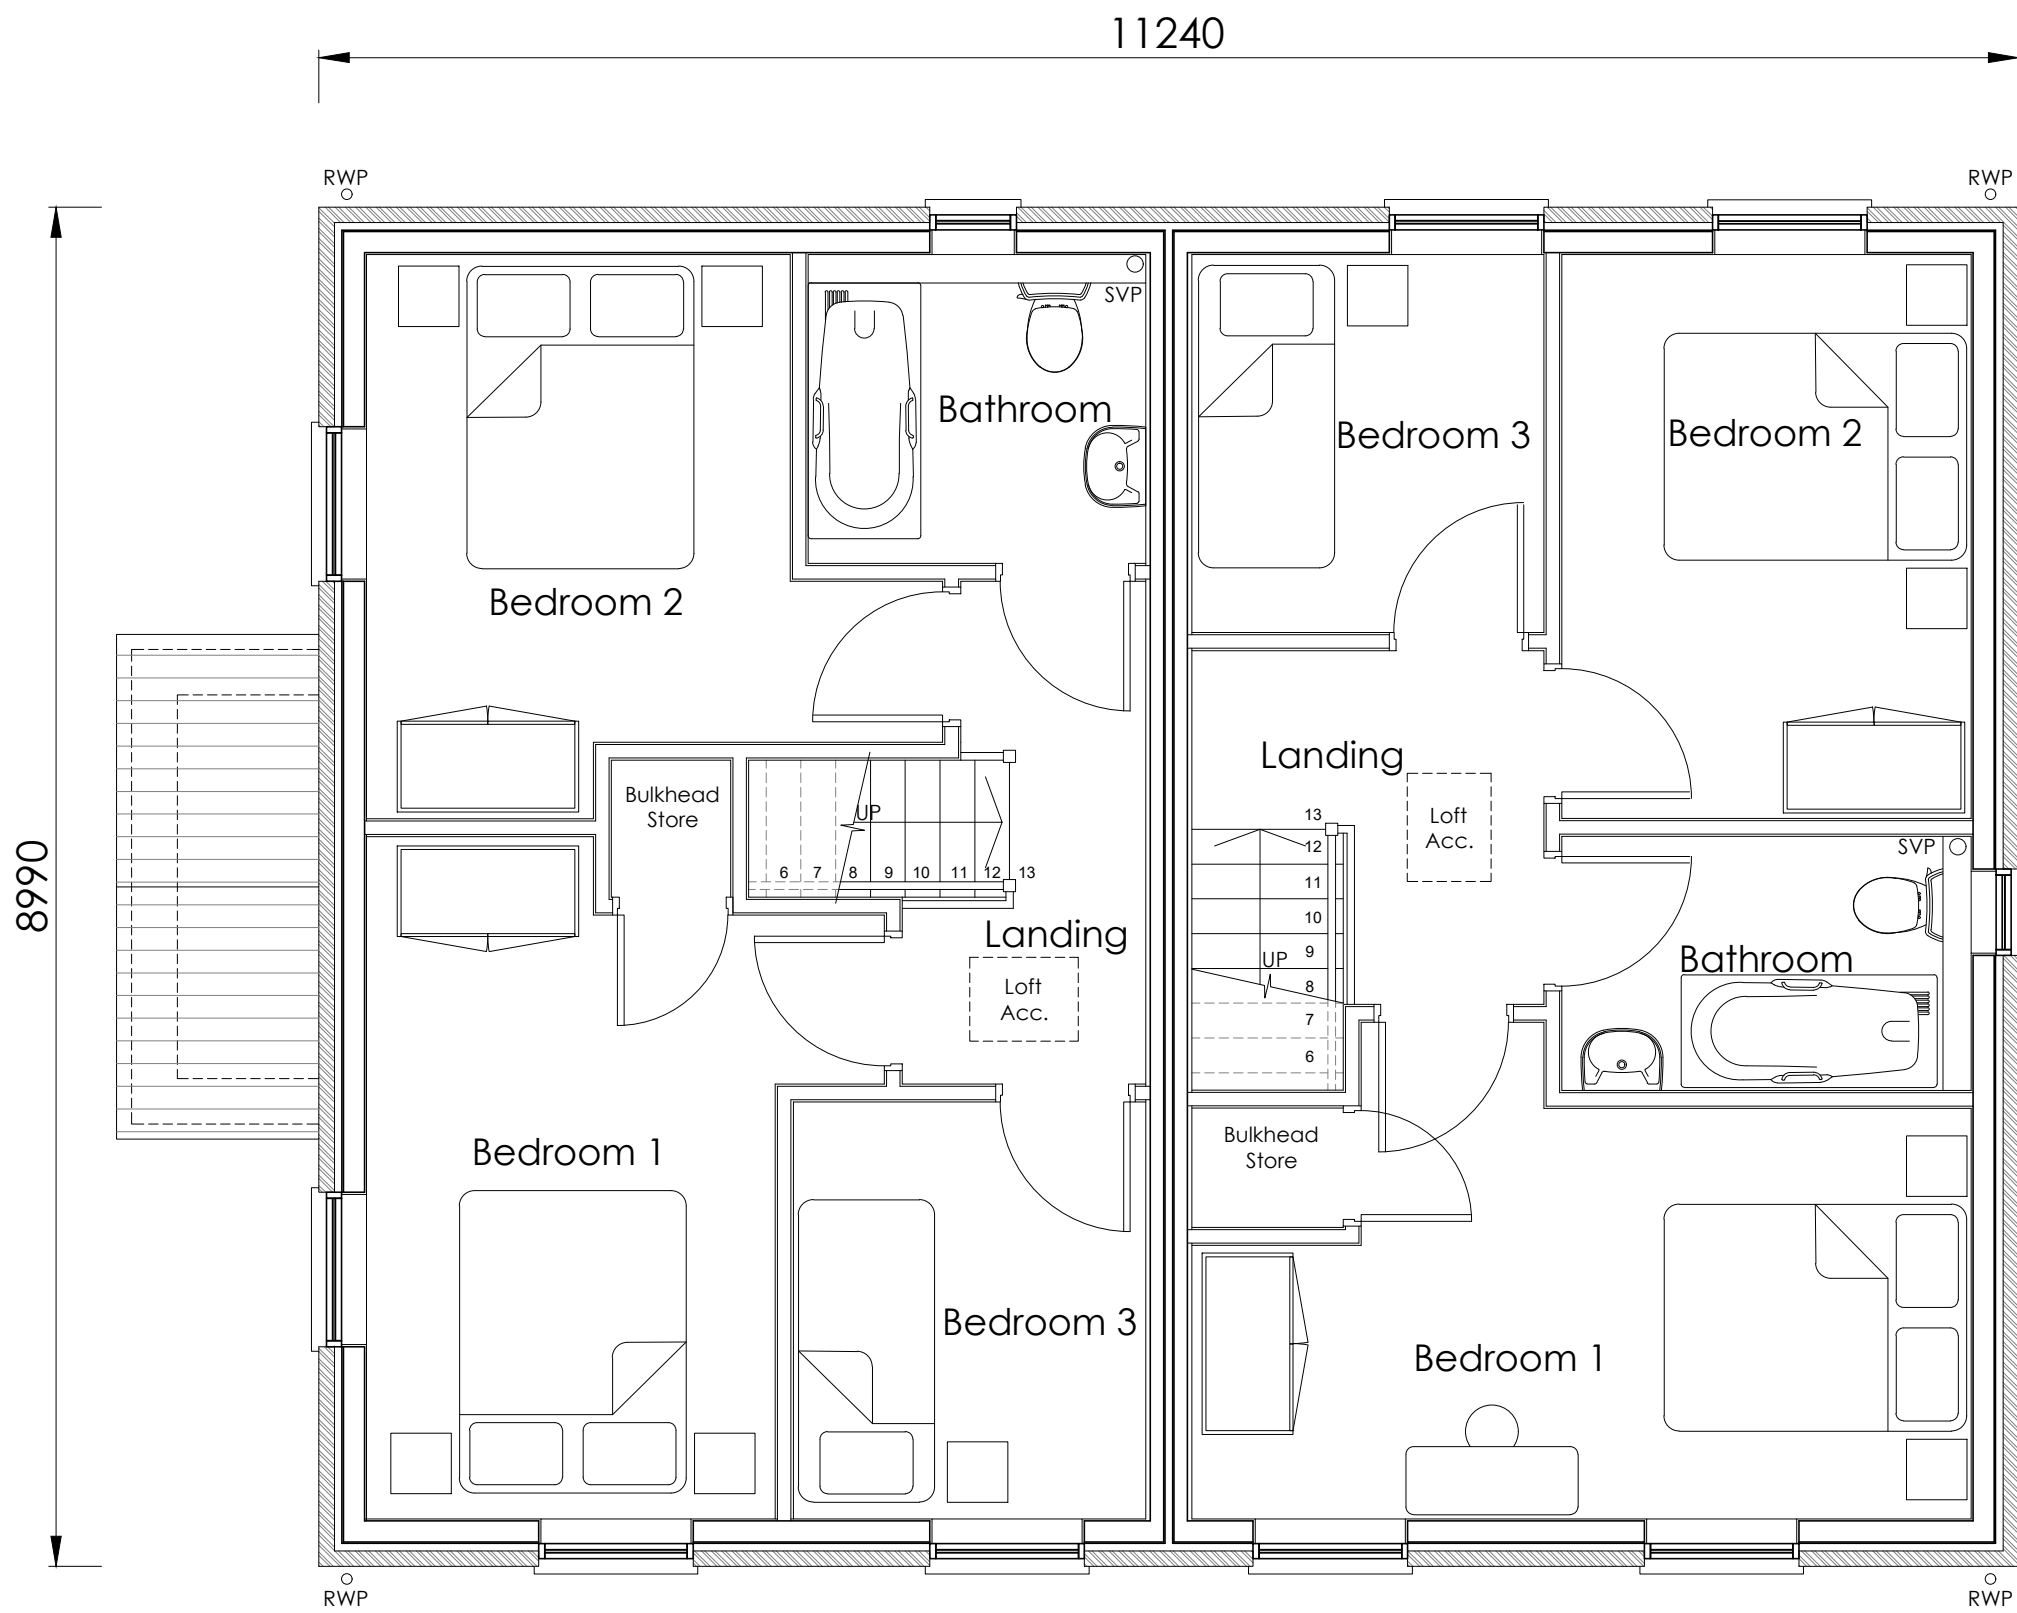 11240
RWP
RWP
SVP
Bathroom
Bedroom 3
Bedroom 2
Bedroom 2
Landing
Bulkhead
Store
UP
6 7 8 9 10 11 12 13
Loft
Acc.
13
12
11
10
9
8
7
6
UP
SVP
Bathroom
8990
Landing
Loft
Acc.
Bulkhead
Store
Bedroom 1
Bedroom 3
Bedroom 1
RWP
RWP